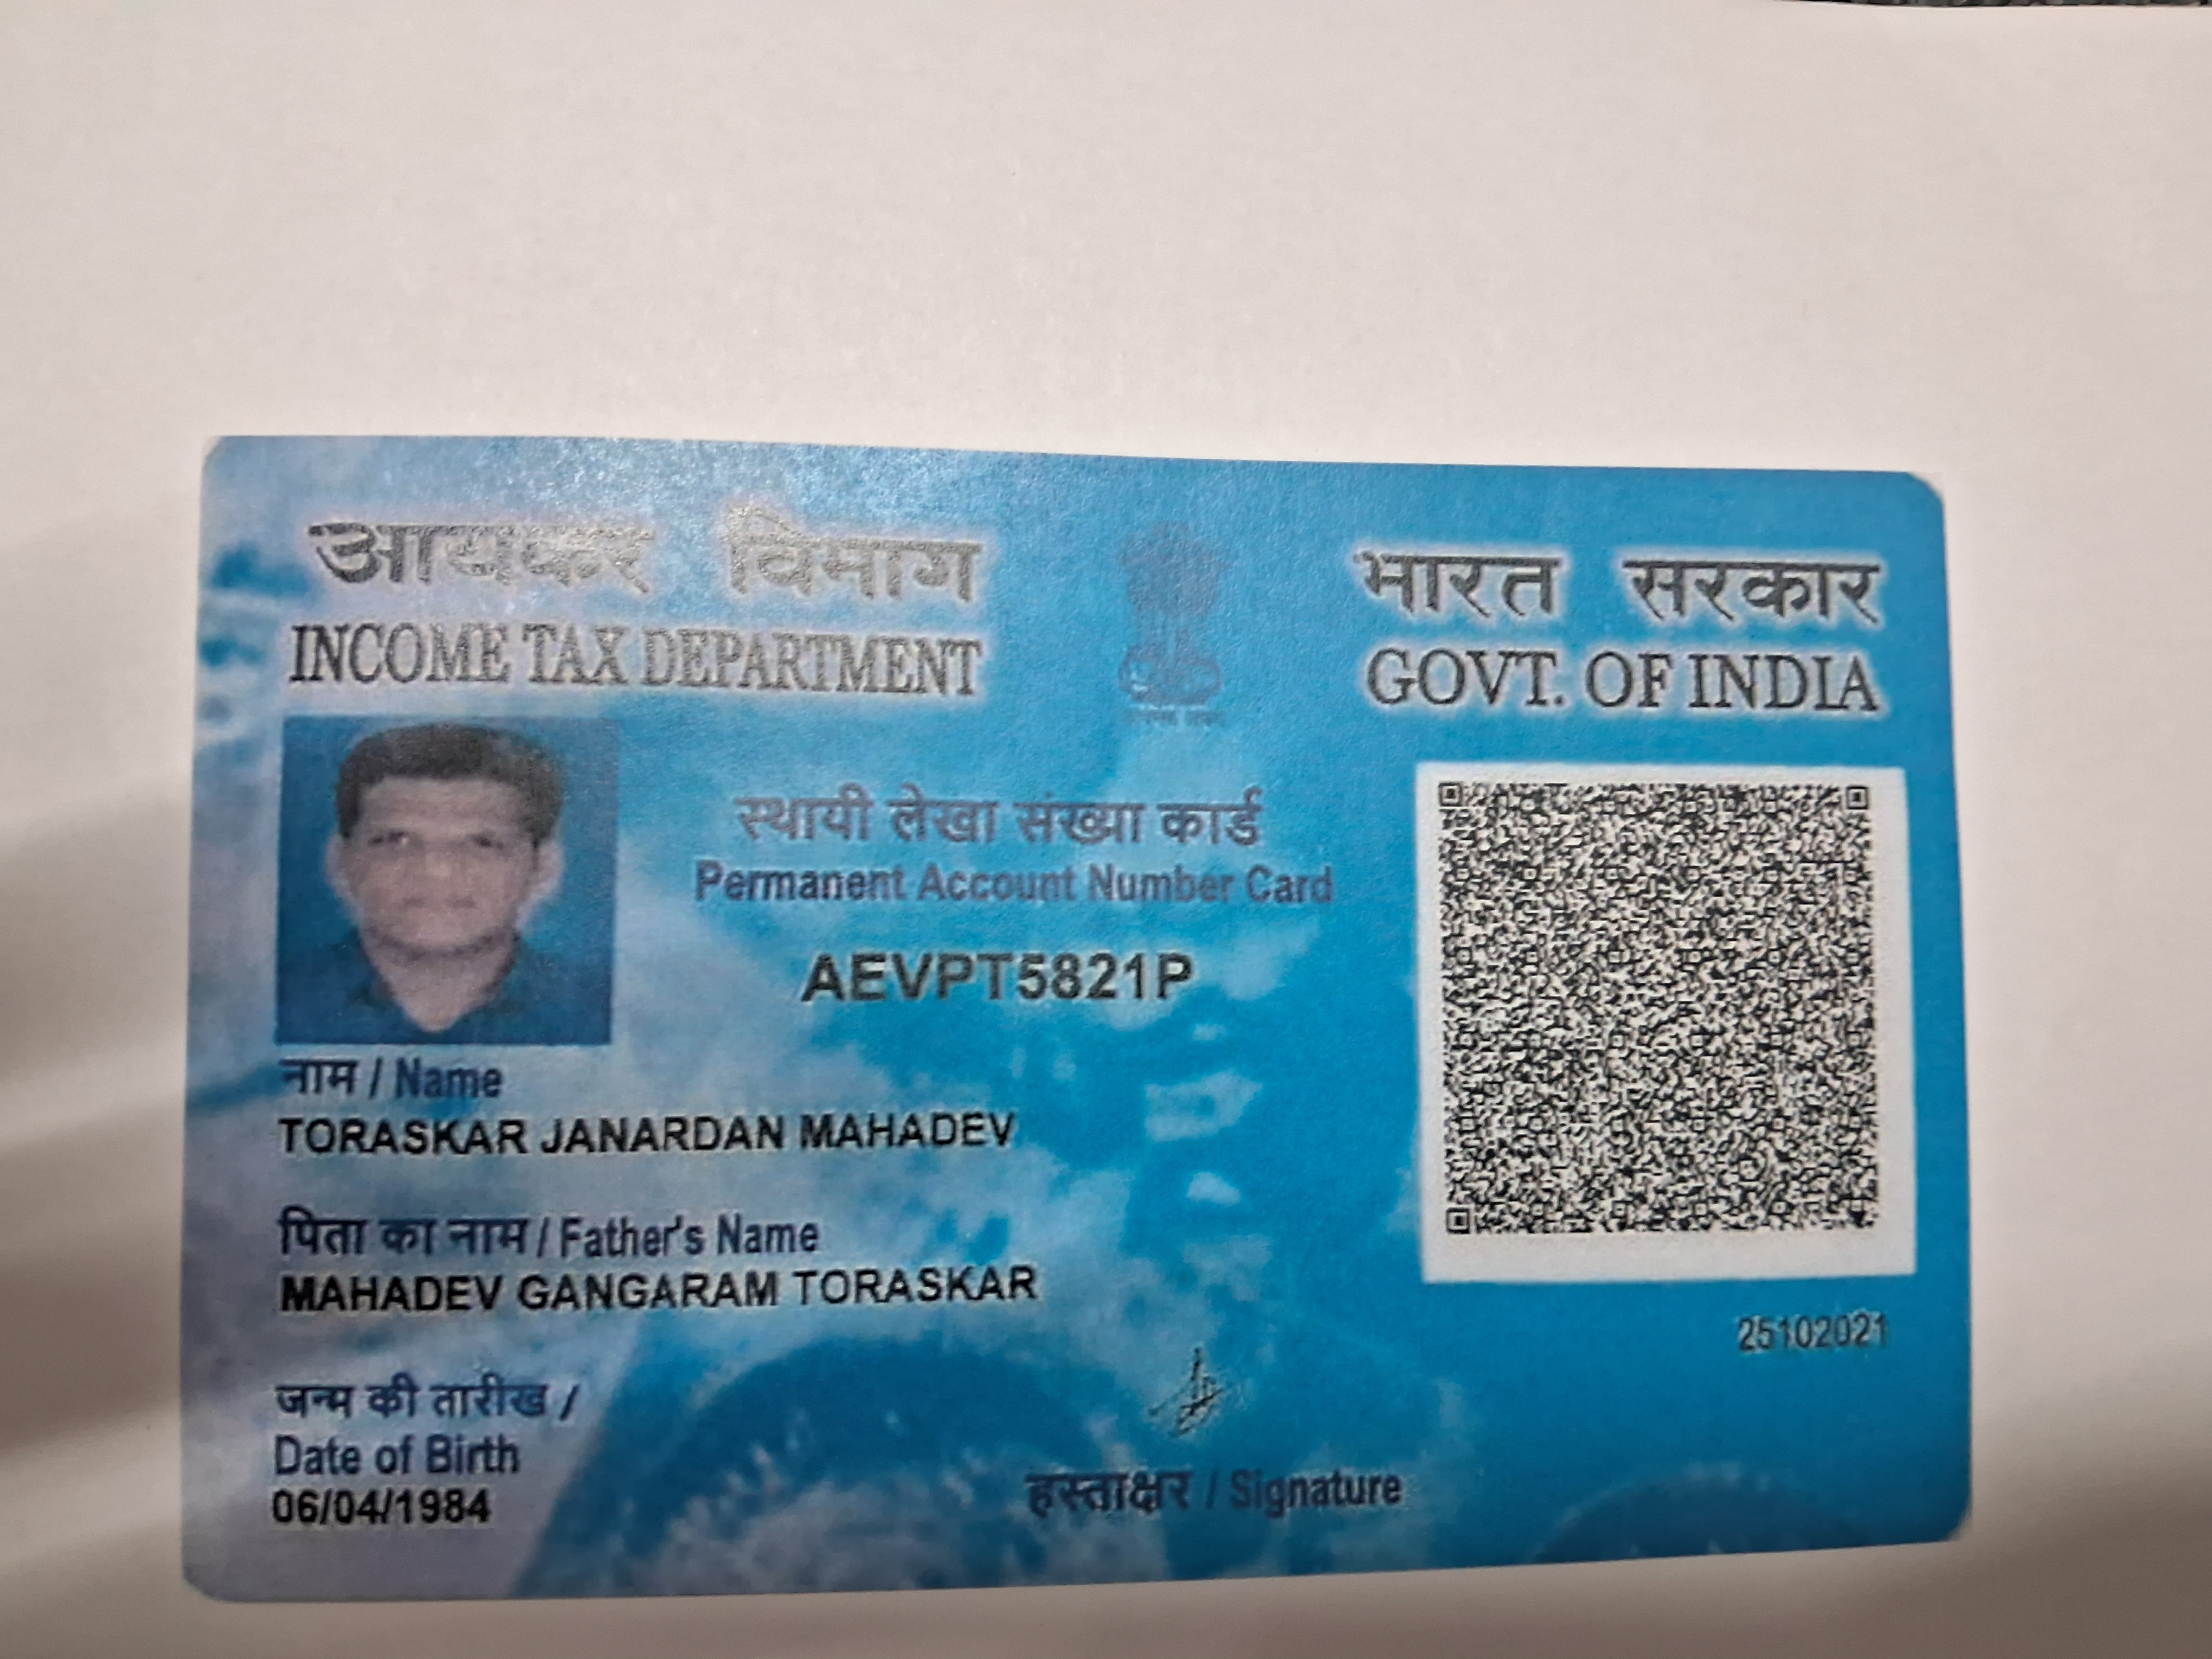 आयकर विभाग
INCOME TAX DEPARTMENT
भारत सरकार
GOVT. OF INDIA
स्थायी लेखा संख्या कार्ड
Permanent Account Number Card
AEVPT5821P
नाम / Name
TORASKAR JANARDAN MAHADEV
पिता का नाम / Father's Name
MAHADEV GANGARAM TORASKAR
25102021
जन्म की तारीख /
Date of Birth
06/04/1984
हस्ताक्षर / Signature